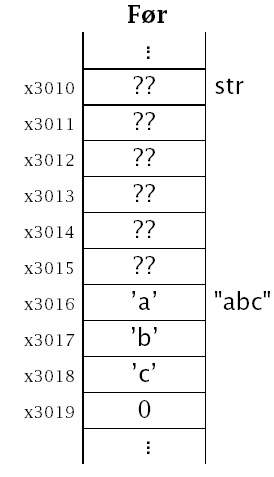 Før
⋮
x3010 ?? str
x3011 ??
x3012 ??
x3013 ??
x3014 ??
x3015 ??
x3016 'a' "abc"
x3017 'b'
x3018 'c'
x3019 0
⋮